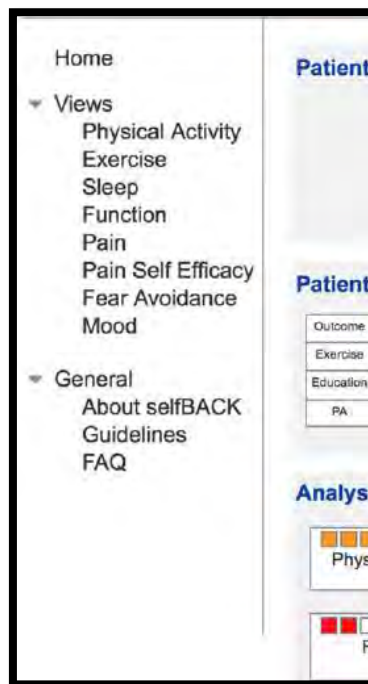 Home
Views
Physical Activity
Exercise
Sleep
Function
Pain
Pain Self Efficacy
Fear Avoidance
Mood
General
About selfBACK
Guidelines
FAQ
Patient
Patient
Outcome
Exercise
Education
PA
Analys
Phys